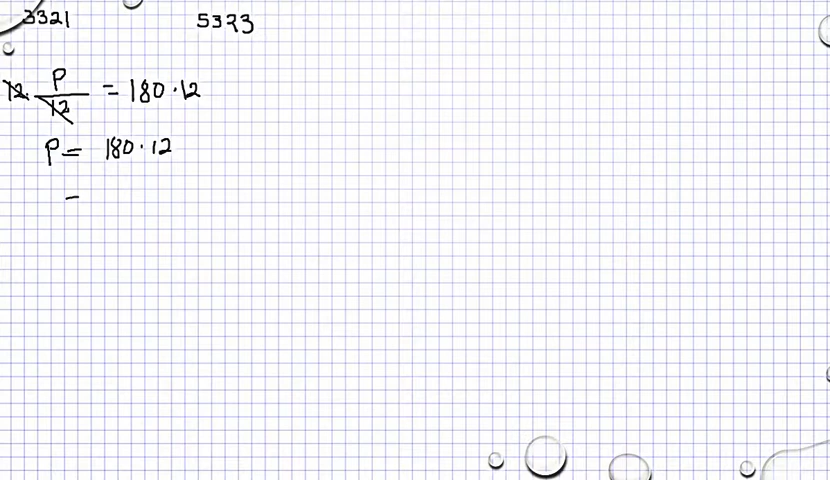 3321 5323
12 · P/12 = 180 · 12
P = 180 · 12
=